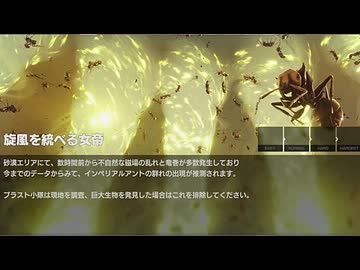 旋風を統べる女帝
EASY NORMAL HARD HARDEST
砂漠エリアにて、数時間前から不自然な磁場の乱れと竜巻が多数発生しており
今までのデータからみて、インペリアルアントの群れの出現が推測されます。
ブラスト小隊は現地を調査、巨大生物を発見した場合はこれを排除してください。